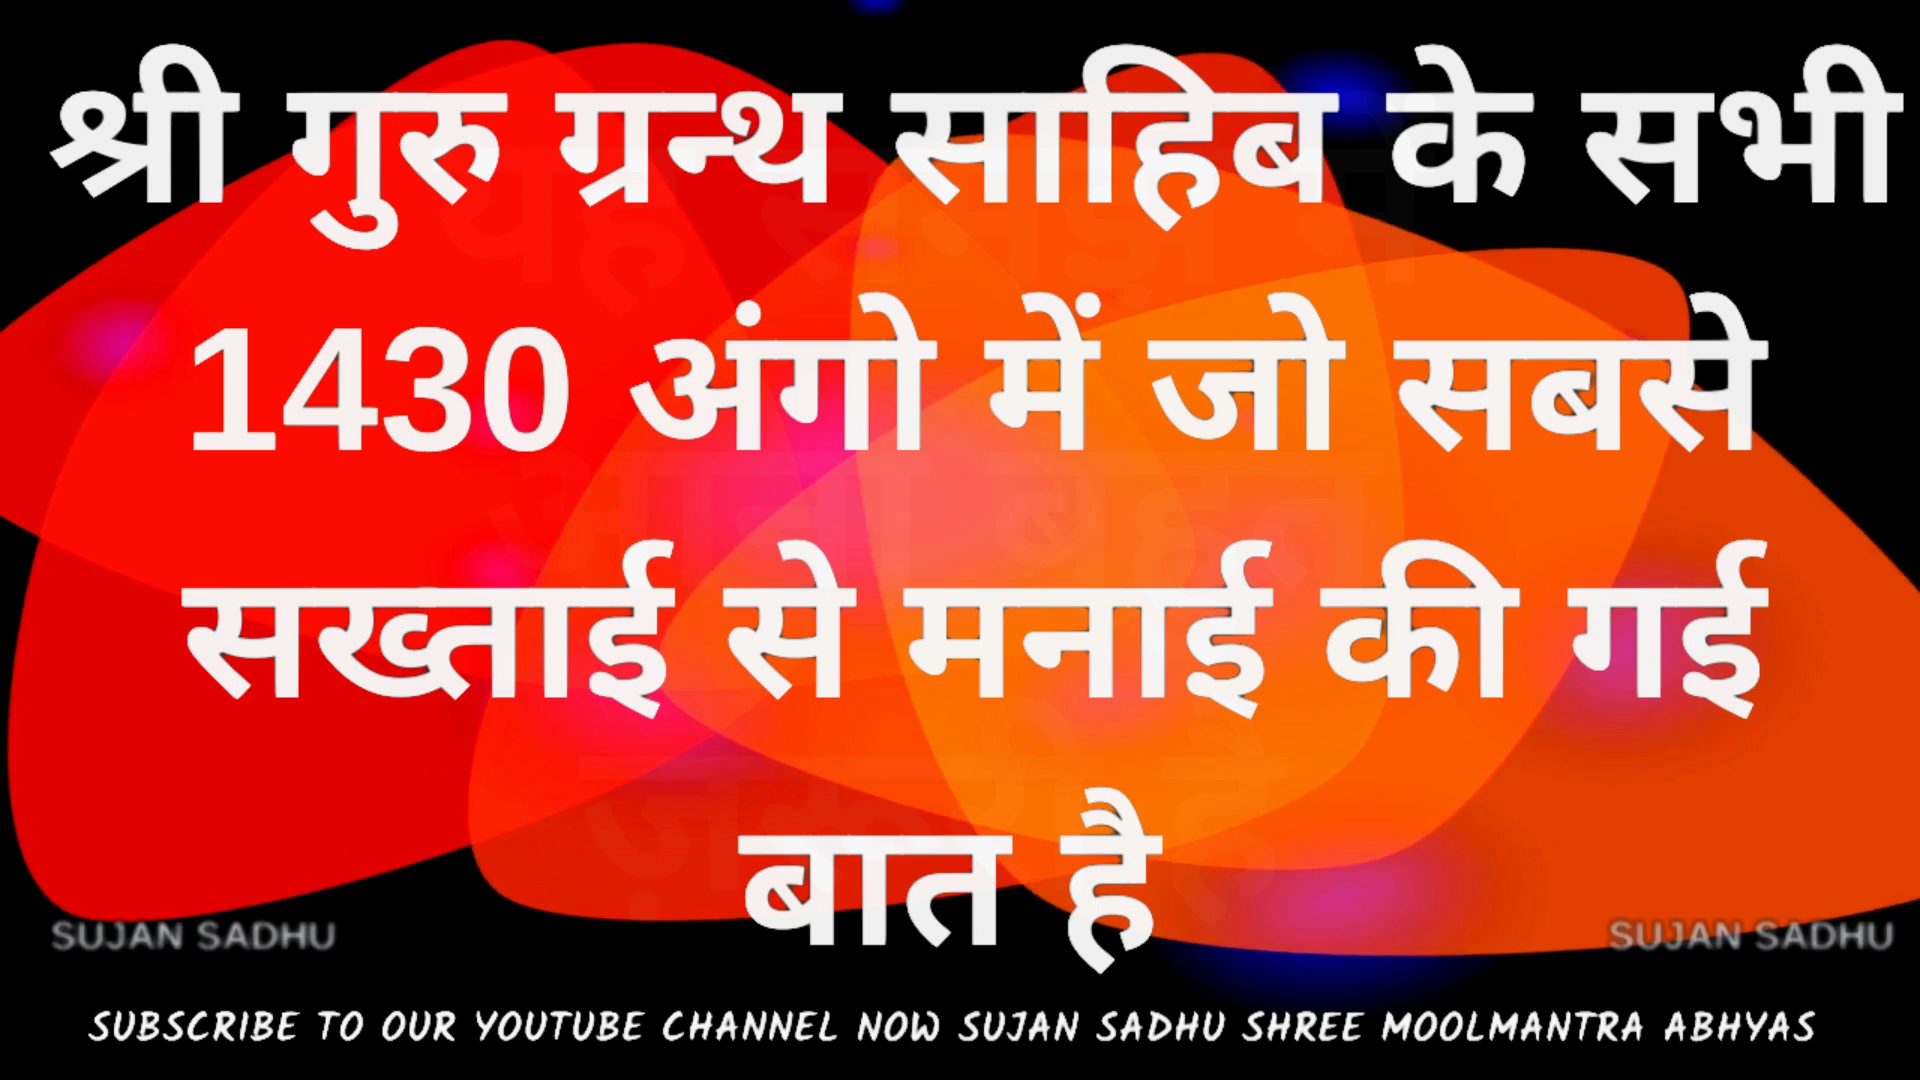 श्री गुरु ग्रन्थ साहिब के सभी
1430 अंगो में जो सबसे
सख्ताई से मनाई की गई
बात है
SUJAN SADHU
SUJAN SADHU
SUBSCRIBE TO OUR YOUTUBE CHANNEL NOW SUJAN SADHU SHREE MOOLMANTRA ABHYAS